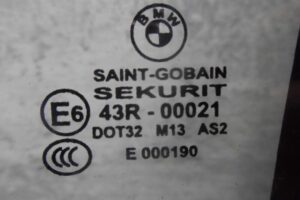 BMW
SAINT-GOBAIN
SEKURIT
E6 43R-00021
DOT32 M13 AS2
CCC E 000190